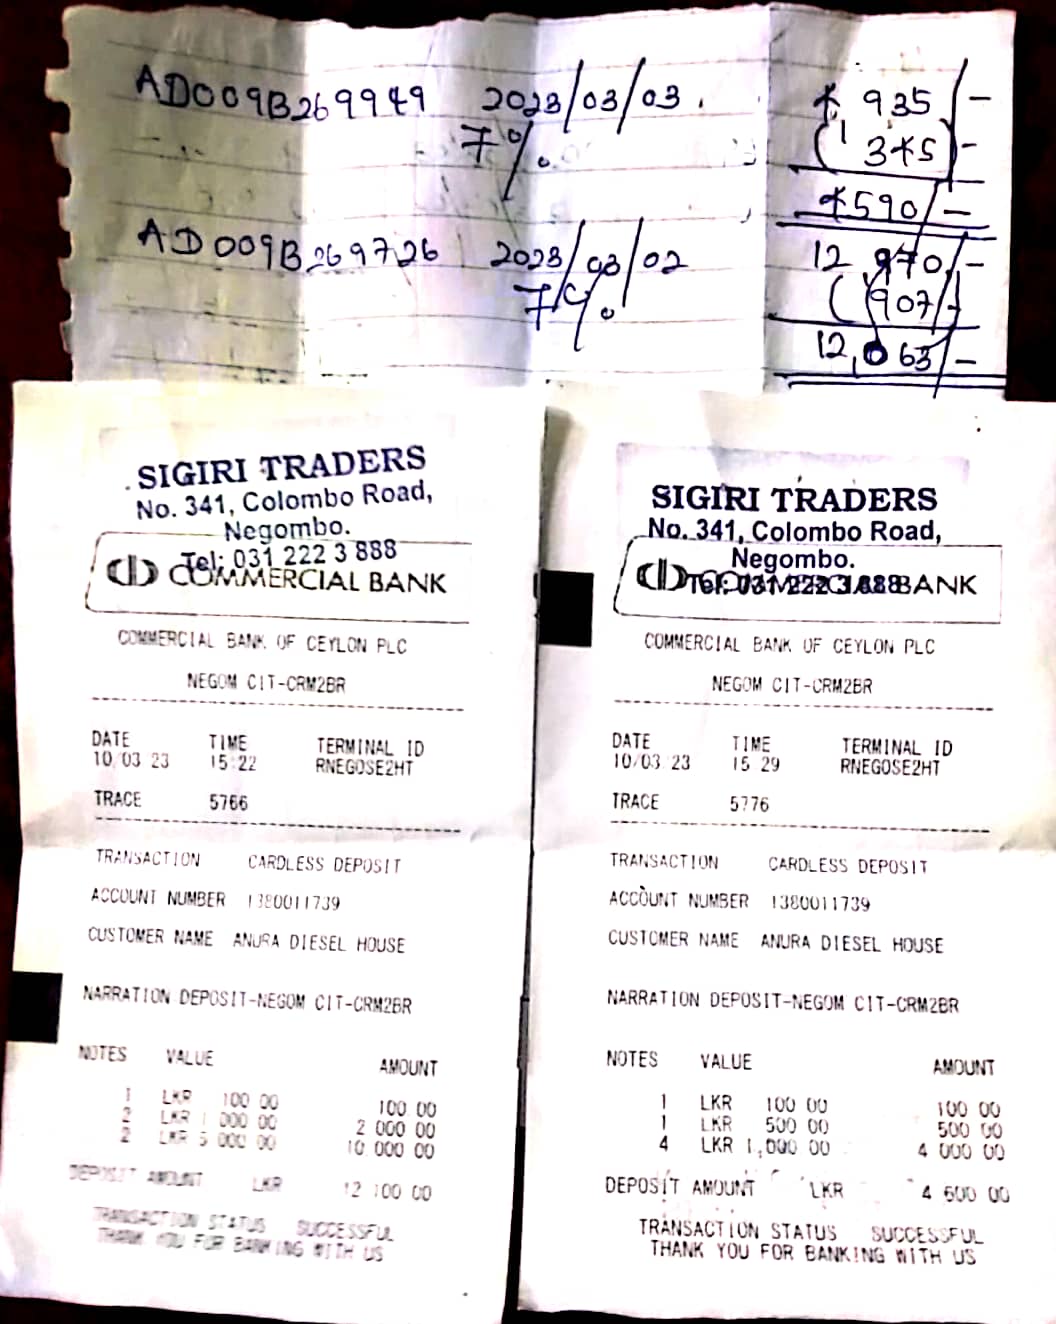 AD009B269949 2023/03/03. 4,935/-
7% (345)/-
4590/-
AD009B269726 2023/03/02 12,970/-
7% (907)/-
12,063/-
SIGIRI TRADERS
No. 341, Colombo Road,
Negombo.
Tel: 031 222 3 888
COMMERCIAL BANK
COMMERCIAL BANK OF CEYLON PLC
NEGOM CIT-CRM2BR
DATE TIME TERMINAL ID
10/03 23 15:22 RNEGOSE2HT
TRACE 5766
TRANSACTION CARDLESS DEPOSIT
ACCOUNT NUMBER 1380011739
CUSTOMER NAME ANURA DIESEL HOUSE
NARRATION DEPOSIT-NEGOM CIT-CRM2BR
NOTES VALUE AMOUNT
1 LKR 100 00 100 00
2 LKR 1 000 00 2 000 00
2 LKR 5 000 00 10 000 00
DEPOSIT AMOUNT LKR 12 100 00
TRANSACTION STATUS SUCCESSFUL
THANK YOU FOR BANKING WITH US
SIGIRI TRADERS
No. 341, Colombo Road,
Negombo.
Tel: 031 222 3 888
COMMERCIAL BANK
COMMERCIAL BANK OF CEYLON PLC
NEGOM CIT-CRM2BR
DATE TIME TERMINAL ID
10/03 23 15 29 RNEGOSE2HT
TRACE 5776
TRANSACTION CARDLESS DEPOSIT
ACCOUNT NUMBER 1380011739
CUSTOMER NAME ANURA DIESEL HOUSE
NARRATION DEPOSIT-NEGOM CIT-CRM2BR
NOTES VALUE AMOUNT
1 LKR 100 00 100 00
1 LKR 500 00 500 00
4 LKR 1,000 00 4 000 00
DEPOSIT AMOUNT LKR 4 600 00
TRANSACTION STATUS SUCCESSFUL
THANK YOU FOR BANKING WITH US